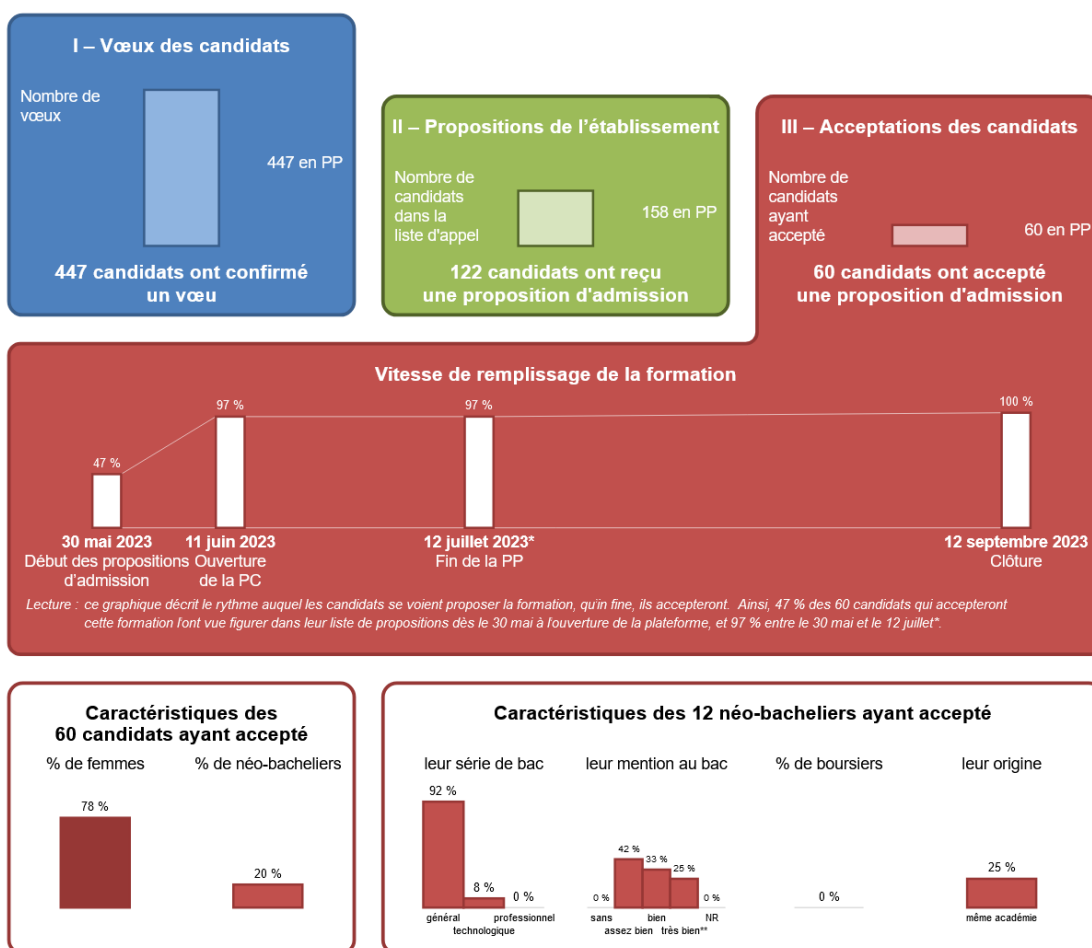 I – Vœux des candidats
Nombre de
vœux
447 en PP
447 candidats ont confirmé
un vœu
II – Propositions de l'établissement
Nombre de
candidats
dans la
liste d'appel
158 en PP
122 candidats ont reçu
une proposition d'admission
III – Acceptations des candidats
Nombre de
candidats
ayant
accepté
60 en PP
60 candidats ont accepté
une proposition d'admission
Vitesse de remplissage de la formation
47 %
97 %
97 %
100 %
30 mai 2023
Début des propositions
d'admission
11 juin 2023
Ouverture
de la PC
12 juillet 2023*
Fin de la PP
12 septembre 2023
Clôture
Lecture : ce graphique décrit le rythme auquel les candidats se voient proposer la formation, qu'in fine, ils accepteront. Ainsi, 47 % des 60 candidats qui accepteront
cette formation l'ont vue figurer dans leur liste de propositions dès le 30 mai à l'ouverture de la plateforme, et 97 % entre le 30 mai et le 12 juillet*.
Caractéristiques des
60 candidats ayant accepté
% de femmes
% de néo-bacheliers
78 %
20 %
Caractéristiques des 12 néo-bacheliers ayant accepté
leur série de bac
92 %
8 %
0 %
général
professionnel
technologique
leur mention au bac
0 %
42 %
33 %
25 %
0 %
sans
bien
NR
assez bien
très bien**
% de boursiers
0 %
leur origine
25 %
même académie